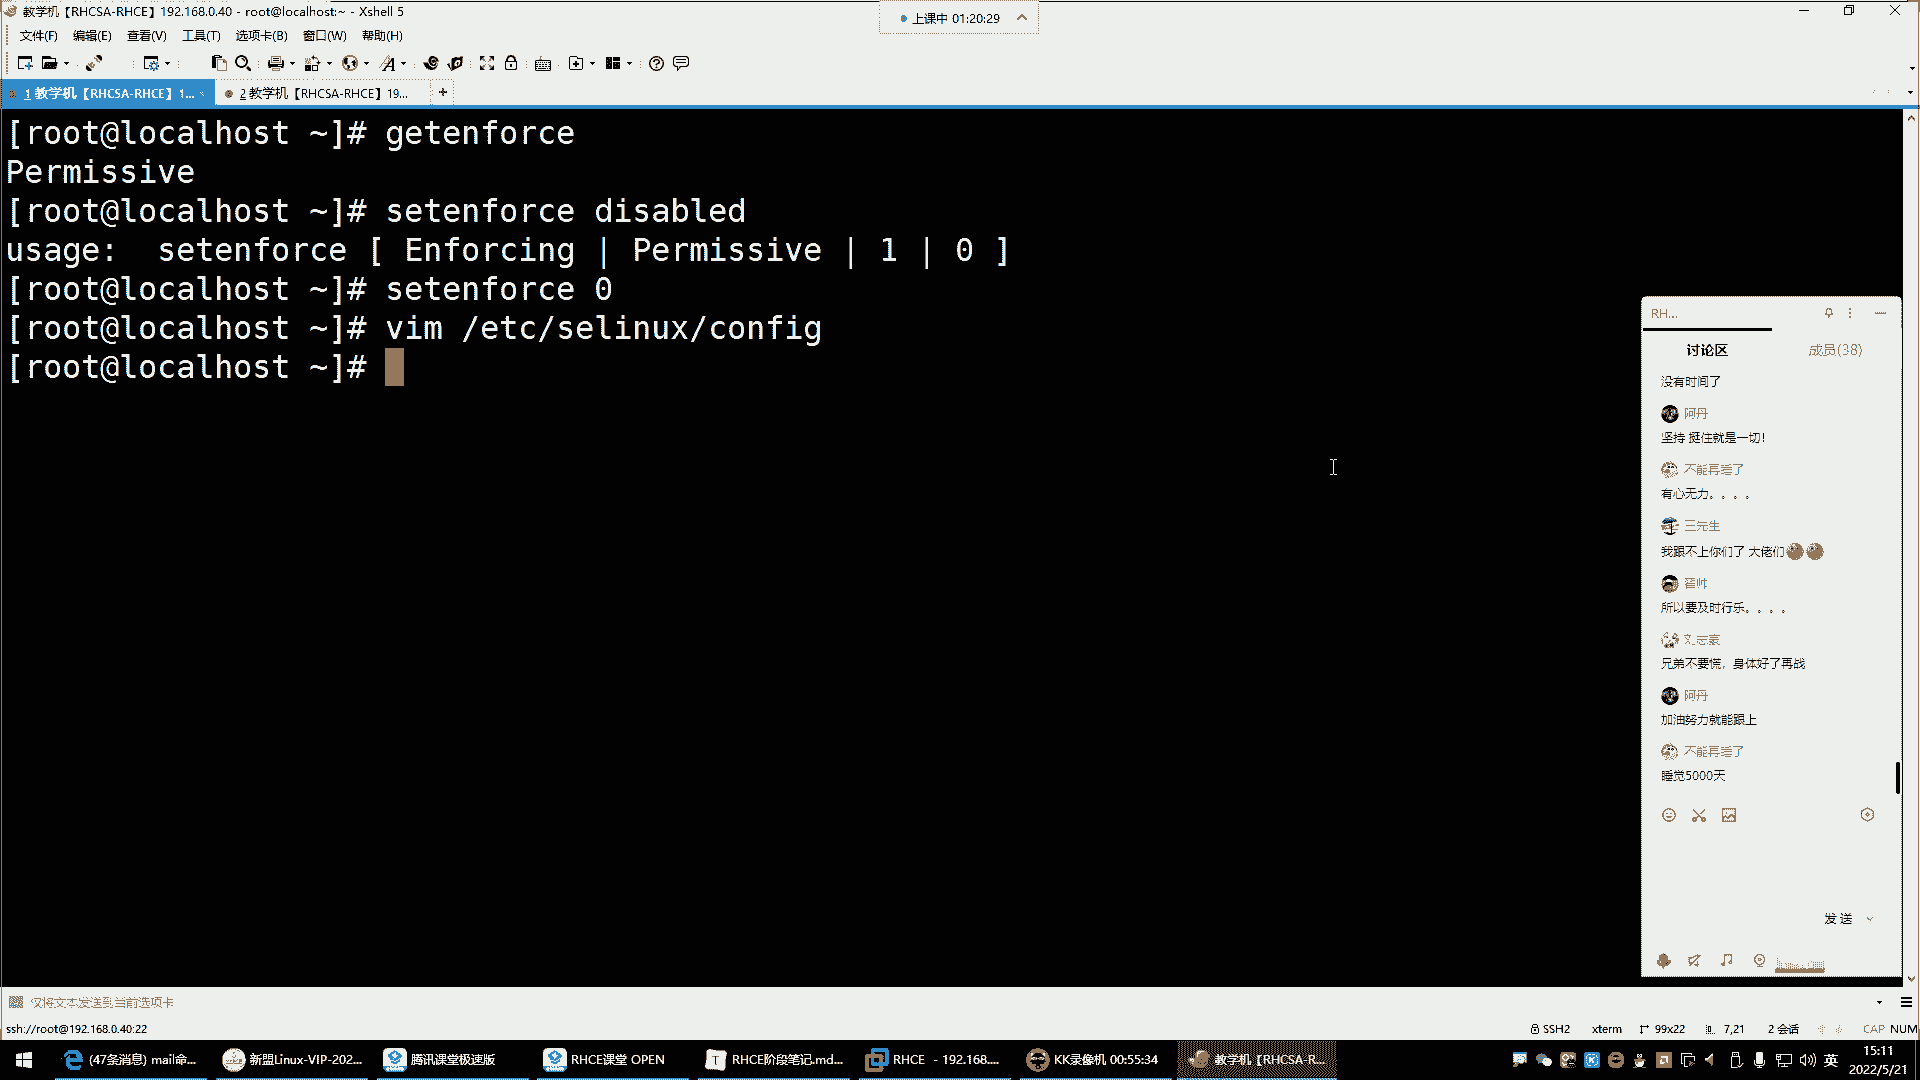 教学机【RHCSA-RHCE】192.168.0.40 - root@localhost:~ - Xshell 5
上课中 01:20:29
文件(F) 编辑(E) 查看(V) 工具(T) 选项卡(B) 窗口(W) 帮助(H)
1 教学机【RHCSA-RHCE】1... 2 教学机【RHCSA-RHCE】19... +
[root@localhost ~]# getenforce
Permissive
[root@localhost ~]# setenforce disabled
usage:  setenforce [ Enforcing | Permissive | 1 | 0 ]
[root@localhost ~]# setenforce 0
[root@localhost ~]# vim /etc/selinux/config
[root@localhost ~]#
RH...
讨论区 成员(38)
没有时间了
阿丹
坚持 挺住就是一切！
不能再睡了
有心无力。。。。
王先生
我跟不上你们了 大佬们
翟帅
所以要及时行乐。。。。
刘志豪
兄弟不要慌，身体好了再战
阿丹
加油努力就能跟上
不能再睡了
睡觉5000天
发送
仅将文本发送到当前选项卡
ssh://root@192.168.0.40:22 SSH2 xterm 99x22 7,21 2 会话 CAP NUM
(47条消息) mail命... 新盟Linux-VIP-202... 腾讯课堂极速版 RHCE课堂 OPEN RHCE阶段笔记.md... RHCE - 192.168.... KK录像机 00:55:34 教学机【RHCSA-R... 英 15:11
2022/5/21